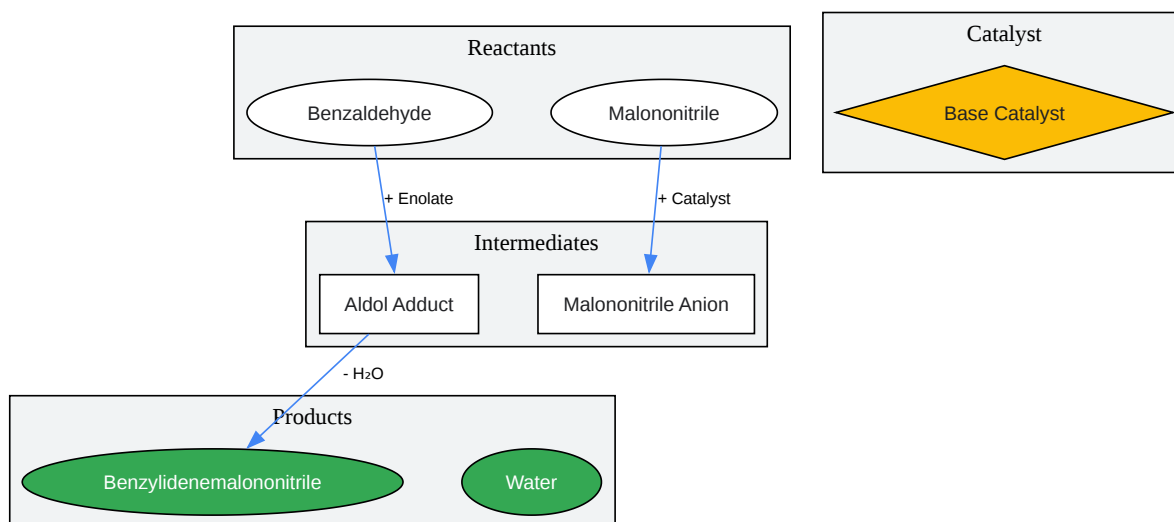 Reactants
Catalyst
Benzaldehyde
Malononitrile
Base Catalyst
+ Enolate
+ Catalyst
Intermediates
Aldol Adduct
Malononitrile Anion
- H₂O
Products
Benzylidenemalononitrile
Water